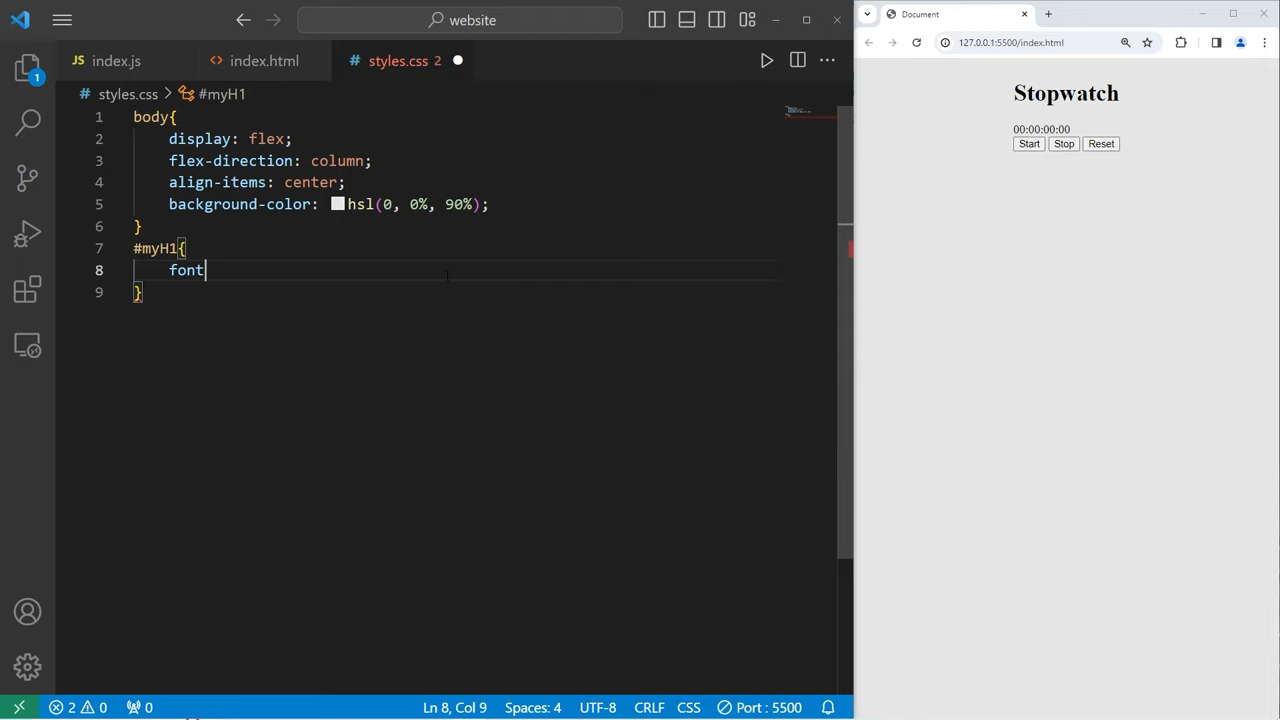 website
Document
127.0.0.1:5500/index.html
JS index.js
<> index.html
# styles.css 2
# styles.css > #myH1
1
1 body{
2 display: flex;
3 flex-direction: column;
4 align-items: center;
5 background-color: hsl(0, 0%, 90%);
6 }
7 #myH1{
8 font
9 }
Stopwatch
00:00:00:00
Start Stop Reset
2 0 0 Ln 8, Col 9 Spaces: 4 UTF-8 CRLF CSS Port : 5500